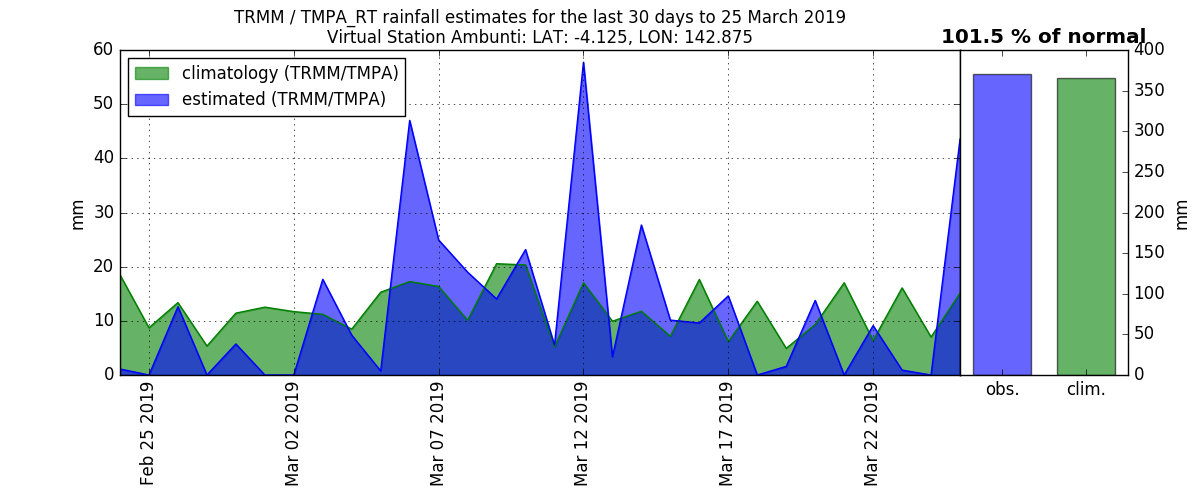 TRMM / TMPA_RT rainfall estimates for the last 30 days to 25 March 2019
Virtual Station Ambunti: LAT: -4.125, LON: 142.875
101.5 % of normal
climatology (TRMM/TMPA)
estimated (TRMM/TMPA)
60
50
40
30
20
10
0
mm
400
350
300
250
200
150
100
50
0
mm
Feb 25 2019
Mar 02 2019
Mar 07 2019
Mar 12 2019
Mar 17 2019
Mar 22 2019
obs.
clim.